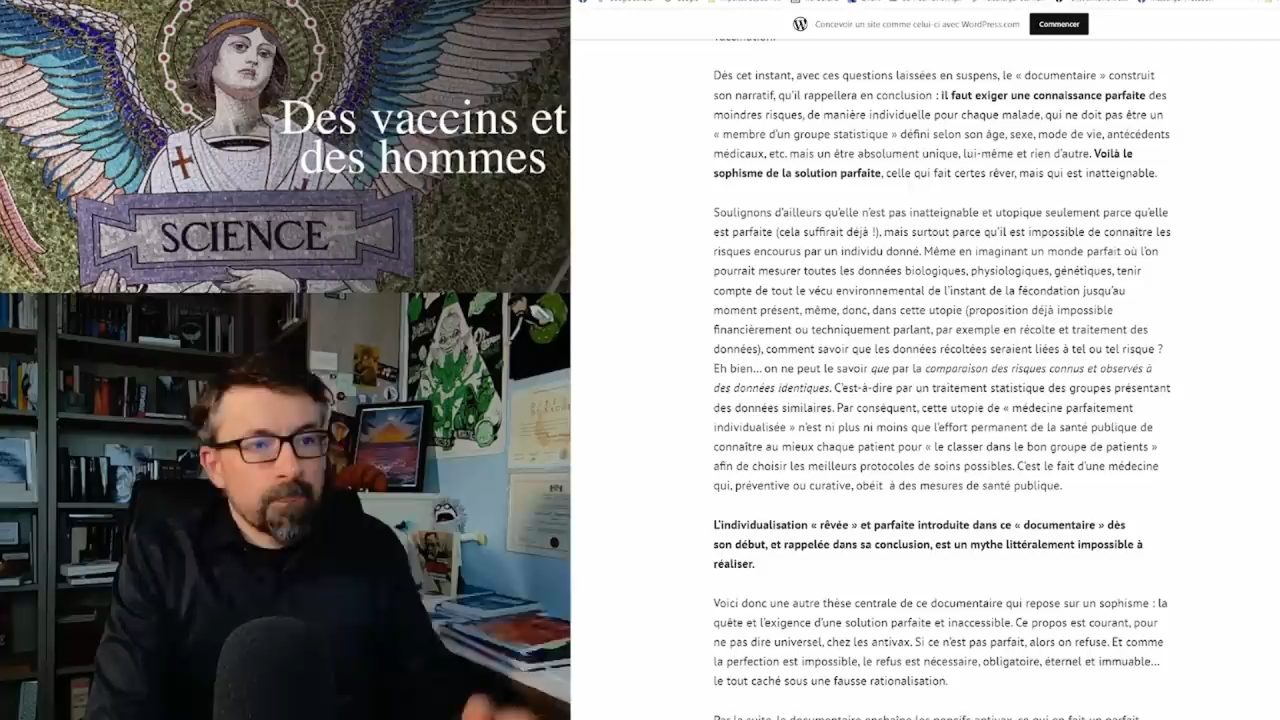 Des vaccins et
des hommes
SCIENCE
Concevoir un site comme celui-ci avec WordPress.com
Commencer
Dès cet instant, avec ces questions laissées en suspens, le « documentaire » construit
son narratif, qu'il rappellera en conclusion : il faut exiger une connaissance parfaite des
moindres risques, de manière individuelle pour chaque malade, qui ne doit pas être un
« membre d'un groupe statistique » défini selon son âge, sexe, mode de vie, antécédents
médicaux, etc. mais un être absolument unique, lui-même et rien d'autre. Voilà le
sophisme de la solution parfaite, celle qui fait certes rêver, mais qui est inatteignable.
Soulignons d'ailleurs qu'elle n'est pas inatteignable et utopique seulement parce qu'elle
est parfaite (cela suffirait déjà !), mais surtout parce qu'il est impossible de connaître les
risques encourus par un individu donné. Même en imaginant un monde parfait où l'on
pourrait mesurer toutes les données biologiques, physiologiques, génétiques, tenir
compte de tout le vécu environnemental de l'instant de la fécondation jusqu'au
moment présent, même, donc, dans cette utopie (proposition déjà impossible
financièrement ou techniquement parlant, par exemple en récolte et traitement des
données), comment savoir que les données récoltées seraient liées à tel ou tel risque ?
Eh bien… on ne peut le savoir que par la comparaison des risques connus et observés à
des données identiques. C'est-à-dire par un traitement statistique des groupes présentant
des données similaires. Par conséquent, cette utopie de « médecine parfaitement
individualisée » n'est ni plus ni moins que l'effort permanent de la santé publique de
connaître au mieux chaque patient pour « le classer dans le bon groupe de patients »
afin de choisir les meilleurs protocoles de soins possibles. C'est le fait d'une médecine
qui, préventive ou curative, obéit à des mesures de santé publique.
L'individualisation « rêvée » et parfaite introduite dans ce « documentaire » dès
son début, et rappelée dans sa conclusion, est un mythe littéralement impossible à
réaliser.
Voici donc une autre thèse centrale de ce documentaire qui repose sur un sophisme : la
quête et l'exigence d'une solution parfaite et inaccessible. Ce propos est courant, pour
ne pas dire universel, chez les antivax. Si ce n'est pas parfait, alors on refuse. Et comme
la perfection est impossible, le refus est nécessaire, obligatoire, éternel et immuable…
le tout caché sous une fausse rationalisation.
Par la suite, le documentaire enchaîne les poncifs antivax, ce qui en fait un parfait